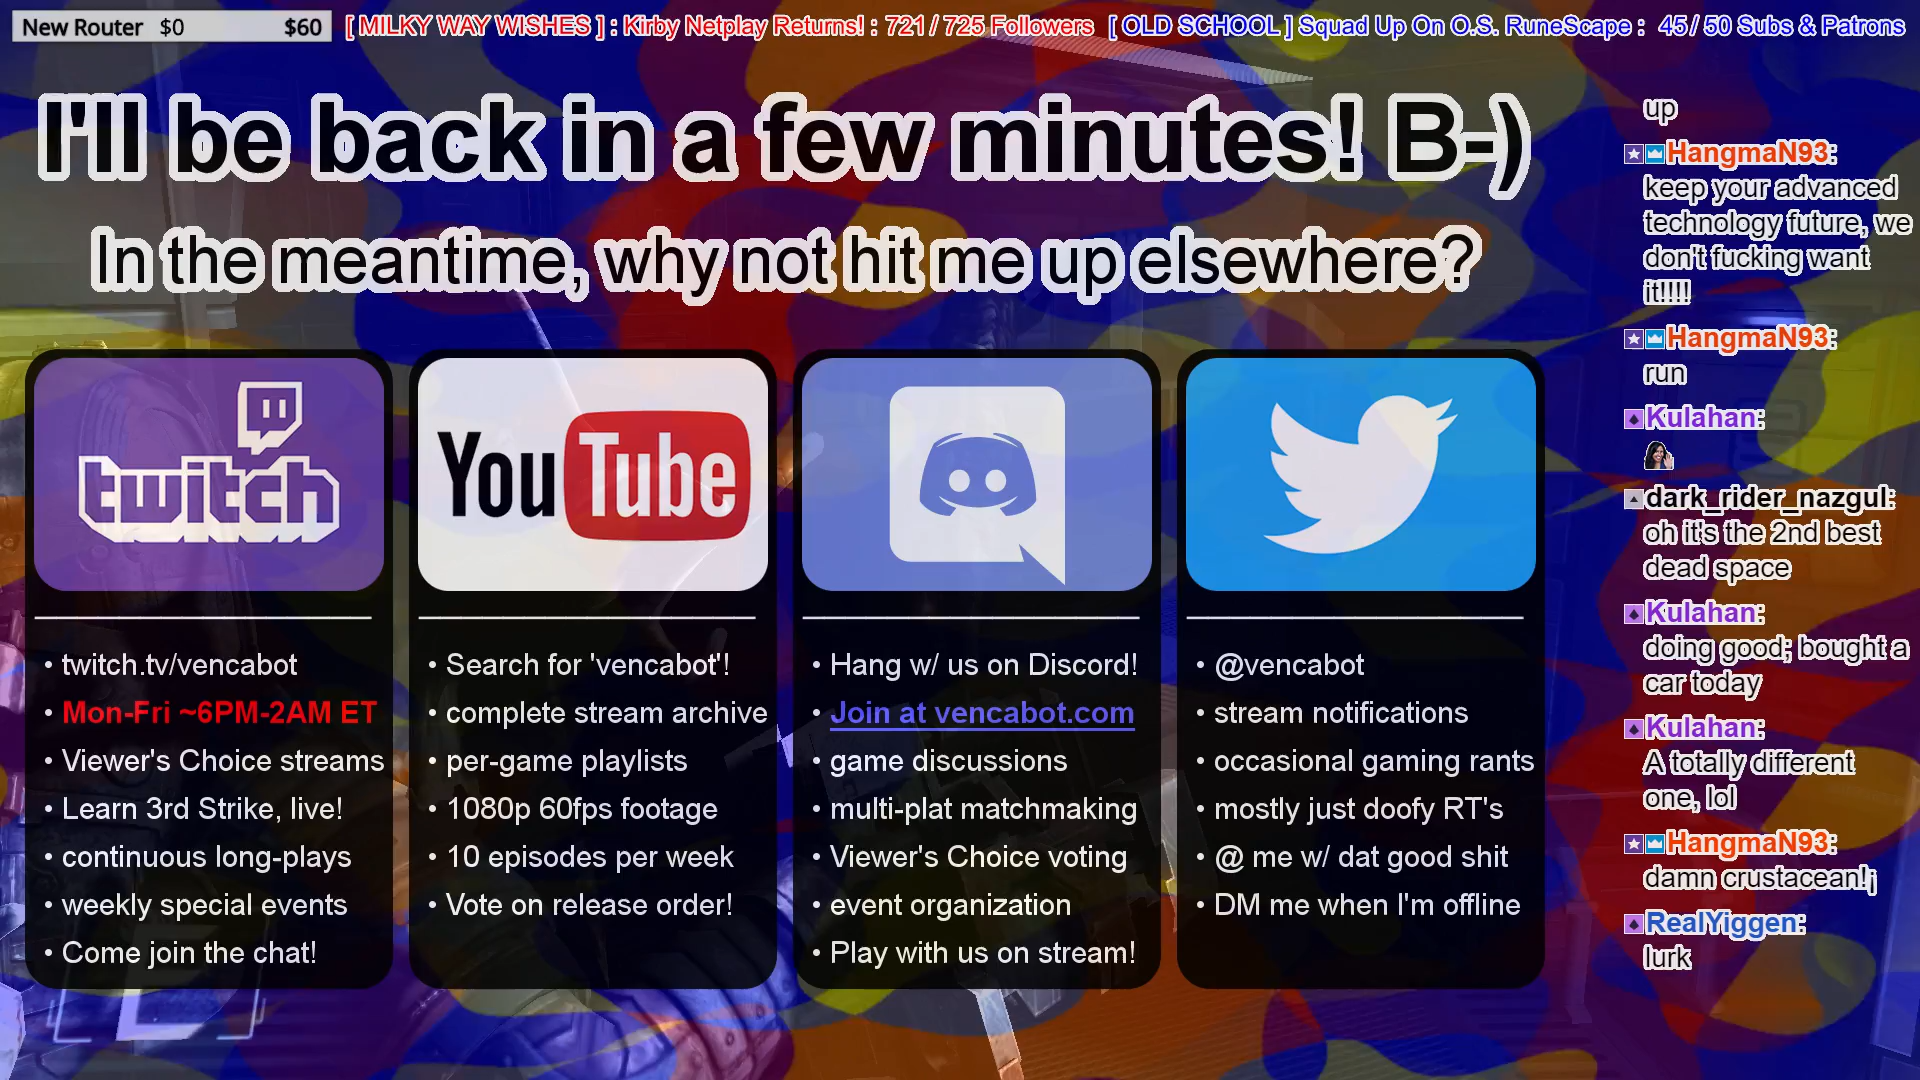 New Router $0 $60 [ MILKY WAY WISHES ] : Kirby Netplay Returns! : 721 / 725 Followers [ OLD SCHOOL ] Squad Up On O.S. RuneScape : 45 / 50 Subs & Patrons
I'll be back in a few minutes! B-)
In the meantime, why not hit me up elsewhere?
twitch
• twitch.tv/vencabot
• Mon-Fri ~6PM-2AM ET
• Viewer's Choice streams
• Learn 3rd Strike, live!
• continuous long-plays
• weekly special events
• Come join the chat!
YouTube
• Search for 'vencabot'!
• complete stream archive
• per-game playlists
• 1080p 60fps footage
• 10 episodes per week
• Vote on release order!
• Hang w/ us on Discord!
• Join at vencabot.com
• game discussions
• multi-plat matchmaking
• Viewer's Choice voting
• event organization
• Play with us on stream!
• @vencabot
• stream notifications
• occasional gaming rants
• mostly just doofy RT's
• @ me w/ dat good shit
• DM me when I'm offline
up
HangmaN93:
keep your advanced
technology future, we
don't fucking want
it!!!!
HangmaN93:
run
Kulahan:
dark_rider_nazgul:
oh it's the 2nd best
dead space
Kulahan:
doing good; bought a
car today
Kulahan:
A totally different
one, lol
HangmaN93:
damn crustacean!¡
RealYiggen:
lurk